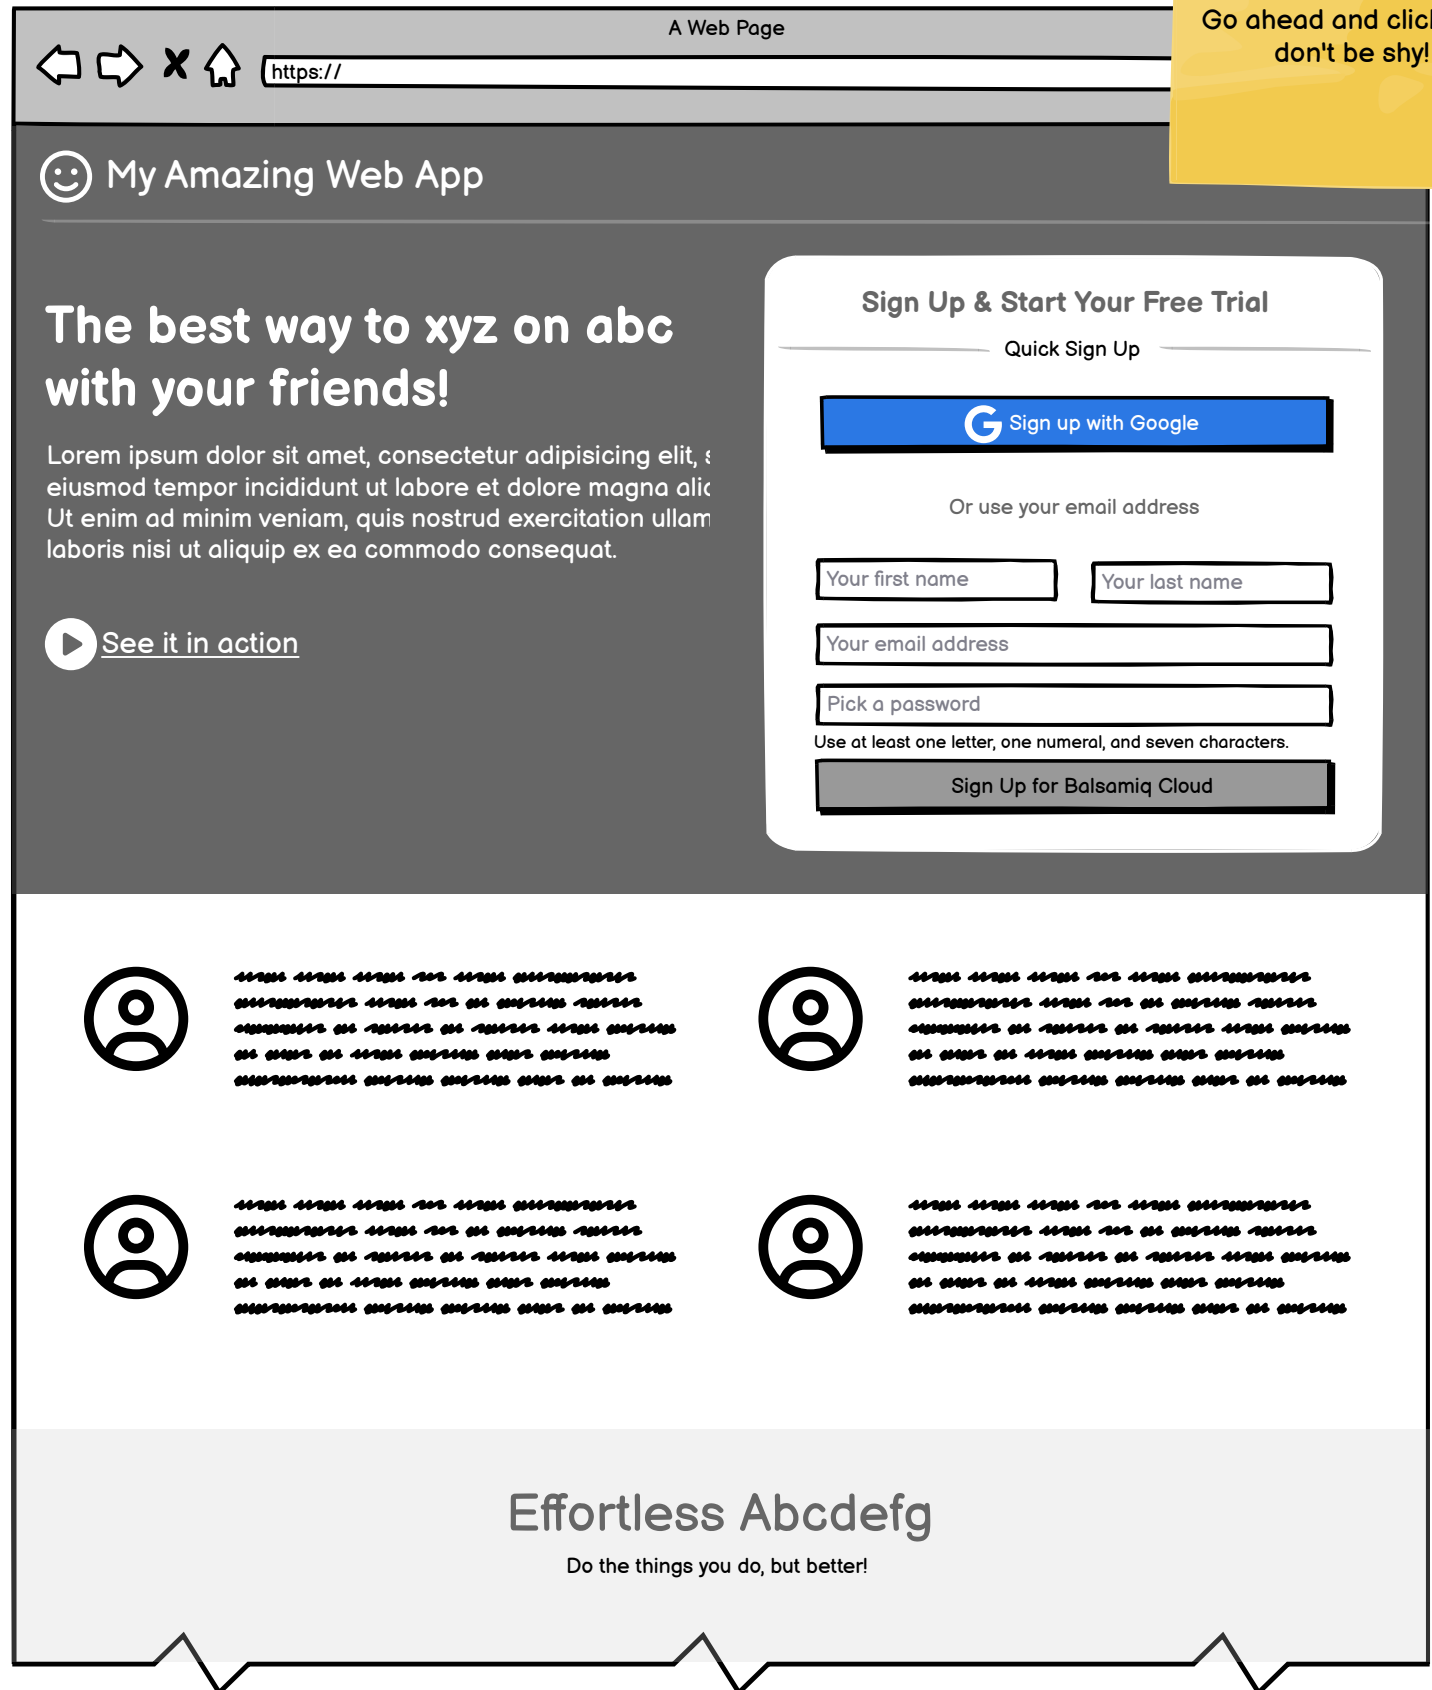 A Web Page
https://
Go ahead and clic
don't be shy!
My Amazing Web App
The best way to xyz on abc
with your friends!
Lorem ipsum dolor sit amet, consectetur adipisicing elit, s
eiusmod tempor incididunt ut labore et dolore magna alic
Ut enim ad minim veniam, quis nostrud exercitation ullam
laboris nisi ut aliquip ex ea commodo consequat.
See it in action
Sign Up & Start Your Free Trial
Quick Sign Up
G Sign up with Google
Or use your email address
Your first name
Your last name
Your email address
Pick a password
Use at least one letter, one numeral, and seven characters.
Sign Up for Balsamiq Cloud
Effortless Abcdefg
Do the things you do, but better!